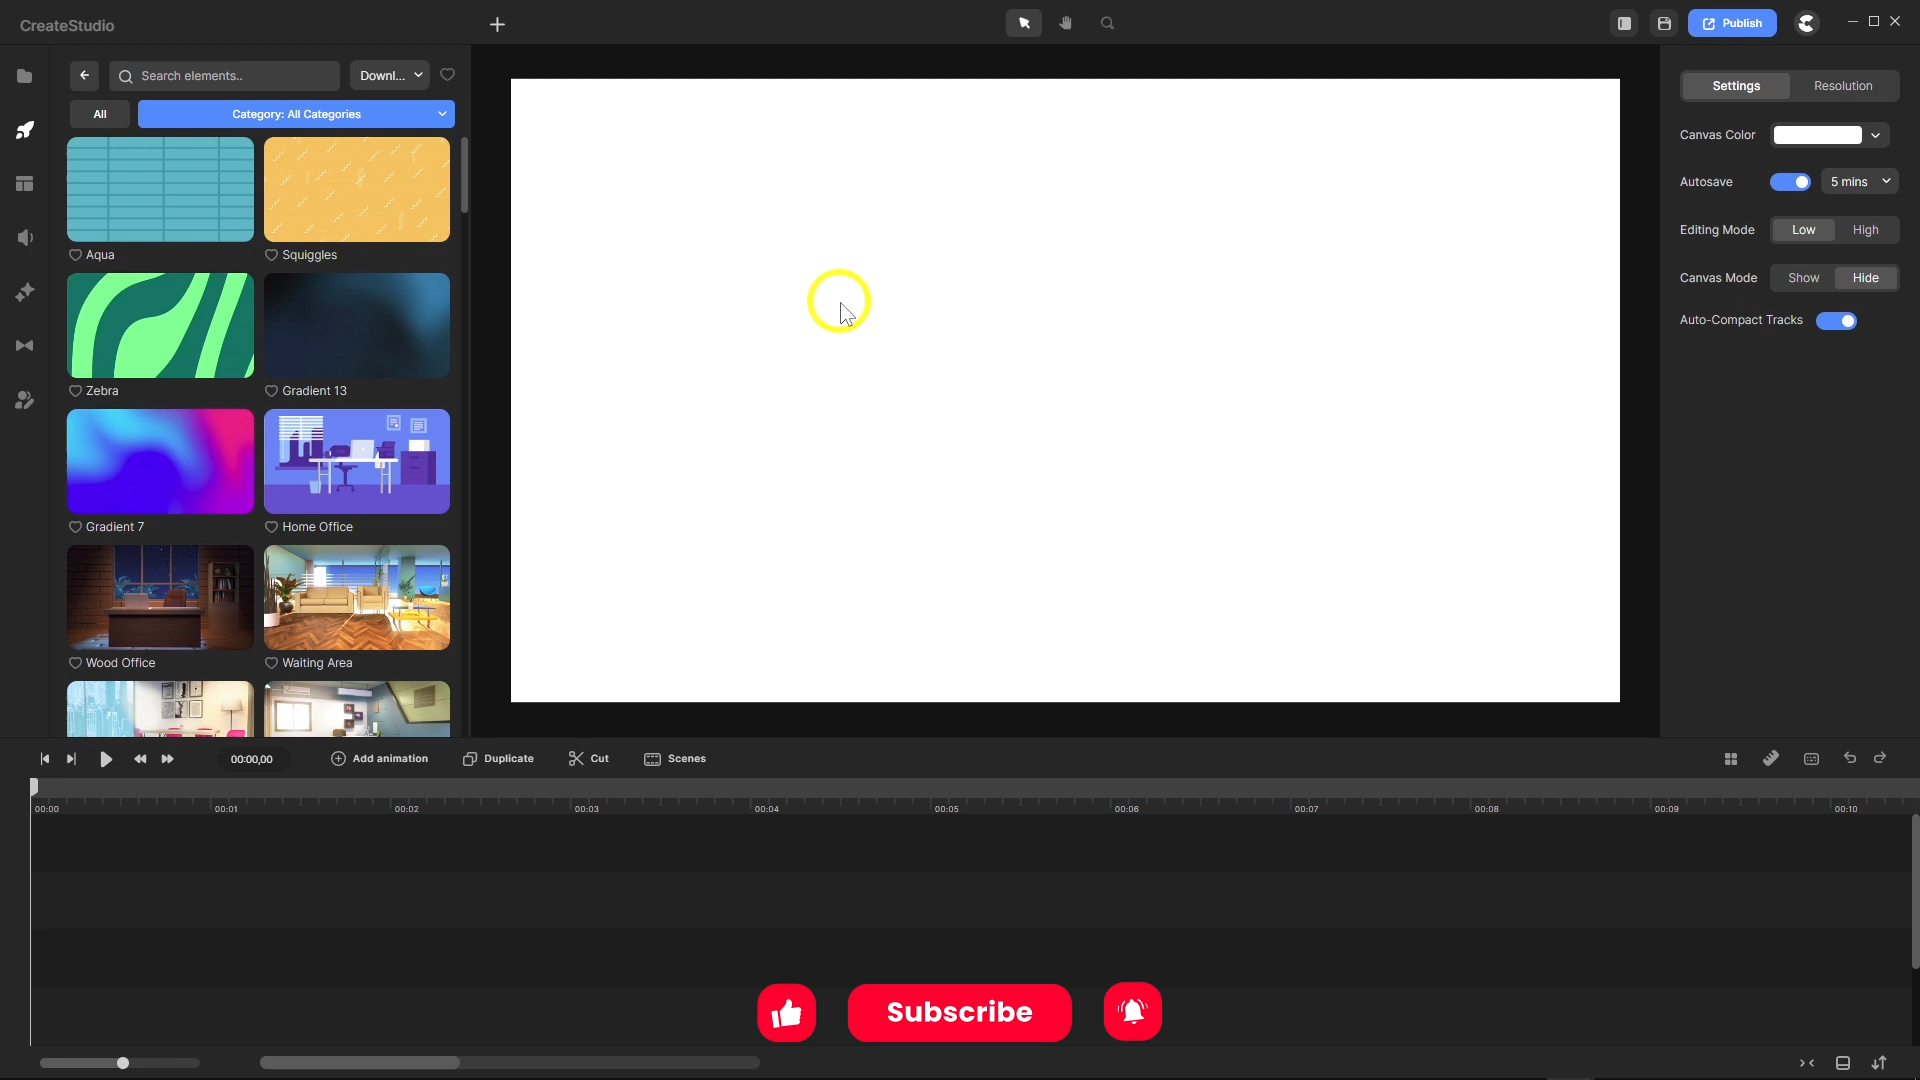 CreateStudio
Publish
Search elements..
Downl...
All
Category: All Categories
Aqua
Squiggles
Zebra
Gradient 13
Gradient 7
Home Office
Wood Office
Waiting Area
Settings
Resolution
Canvas Color
Autosave
5 mins
Editing Mode
Low
High
Canvas Mode
Show
Hide
Auto-Compact Tracks
00:00,00
Add animation
Duplicate
Cut
Scenes
00:00
00:01
00:02
00:03
00:04
00:05
00:06
00:07
00:08
00:09
00:10
Subscribe